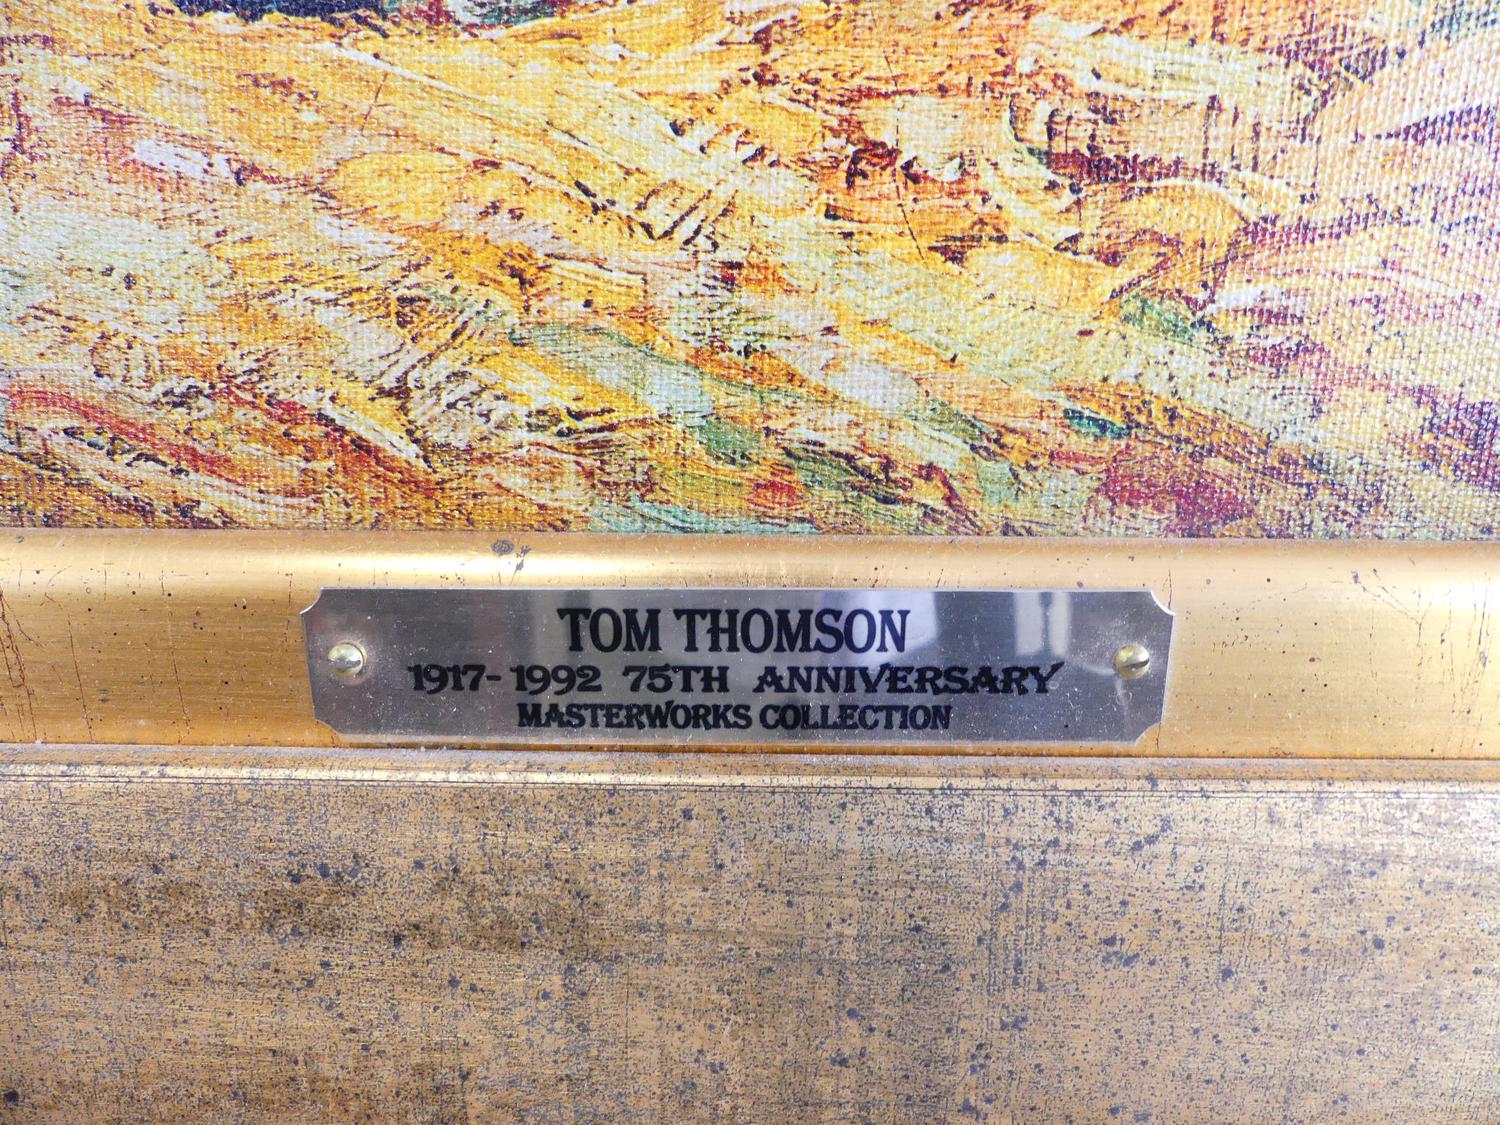 TOM THOMSON
1917-1992 75TH ANNIVERSARY
MASTERWORKS COLLECTION